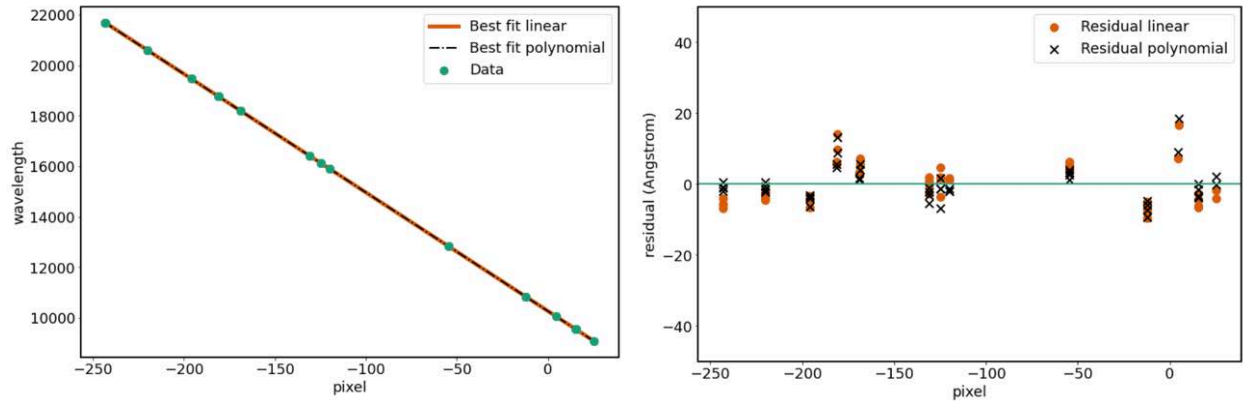 22000
20000
18000
16000
14000
12000
10000
wavelength
−250
−200
−150
−100
−50
0
pixel
Best fit linear
Best fit polynomial
Data
40
20
0
−20
−40
residual (Angstrom)
−250
−200
−150
−100
−50
0
pixel
Residual linear
Residual polynomial